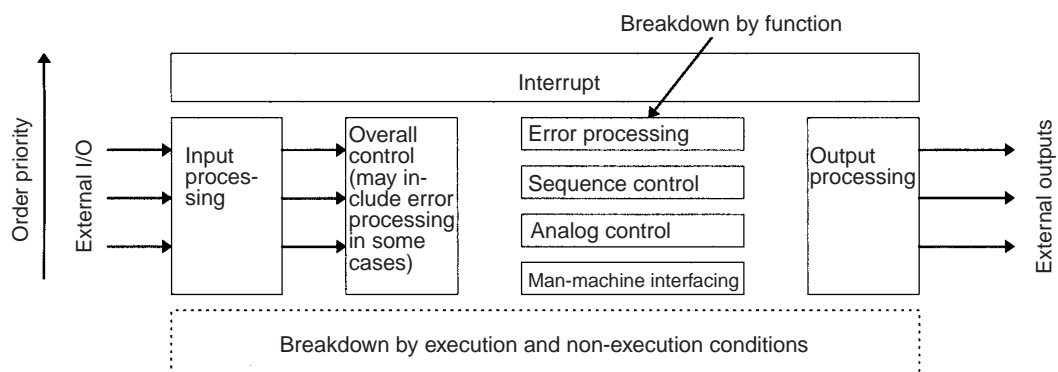 Breakdown by function
Interrupt
Order priority
External I/O
Input
proces-
sing
Overall
control
(may in-
clude error
processing
in some
cases)
Error processing
Sequence control
Analog control
Man-machine interfacing
Output
processing
External outputs
Breakdown by execution and non-execution conditions